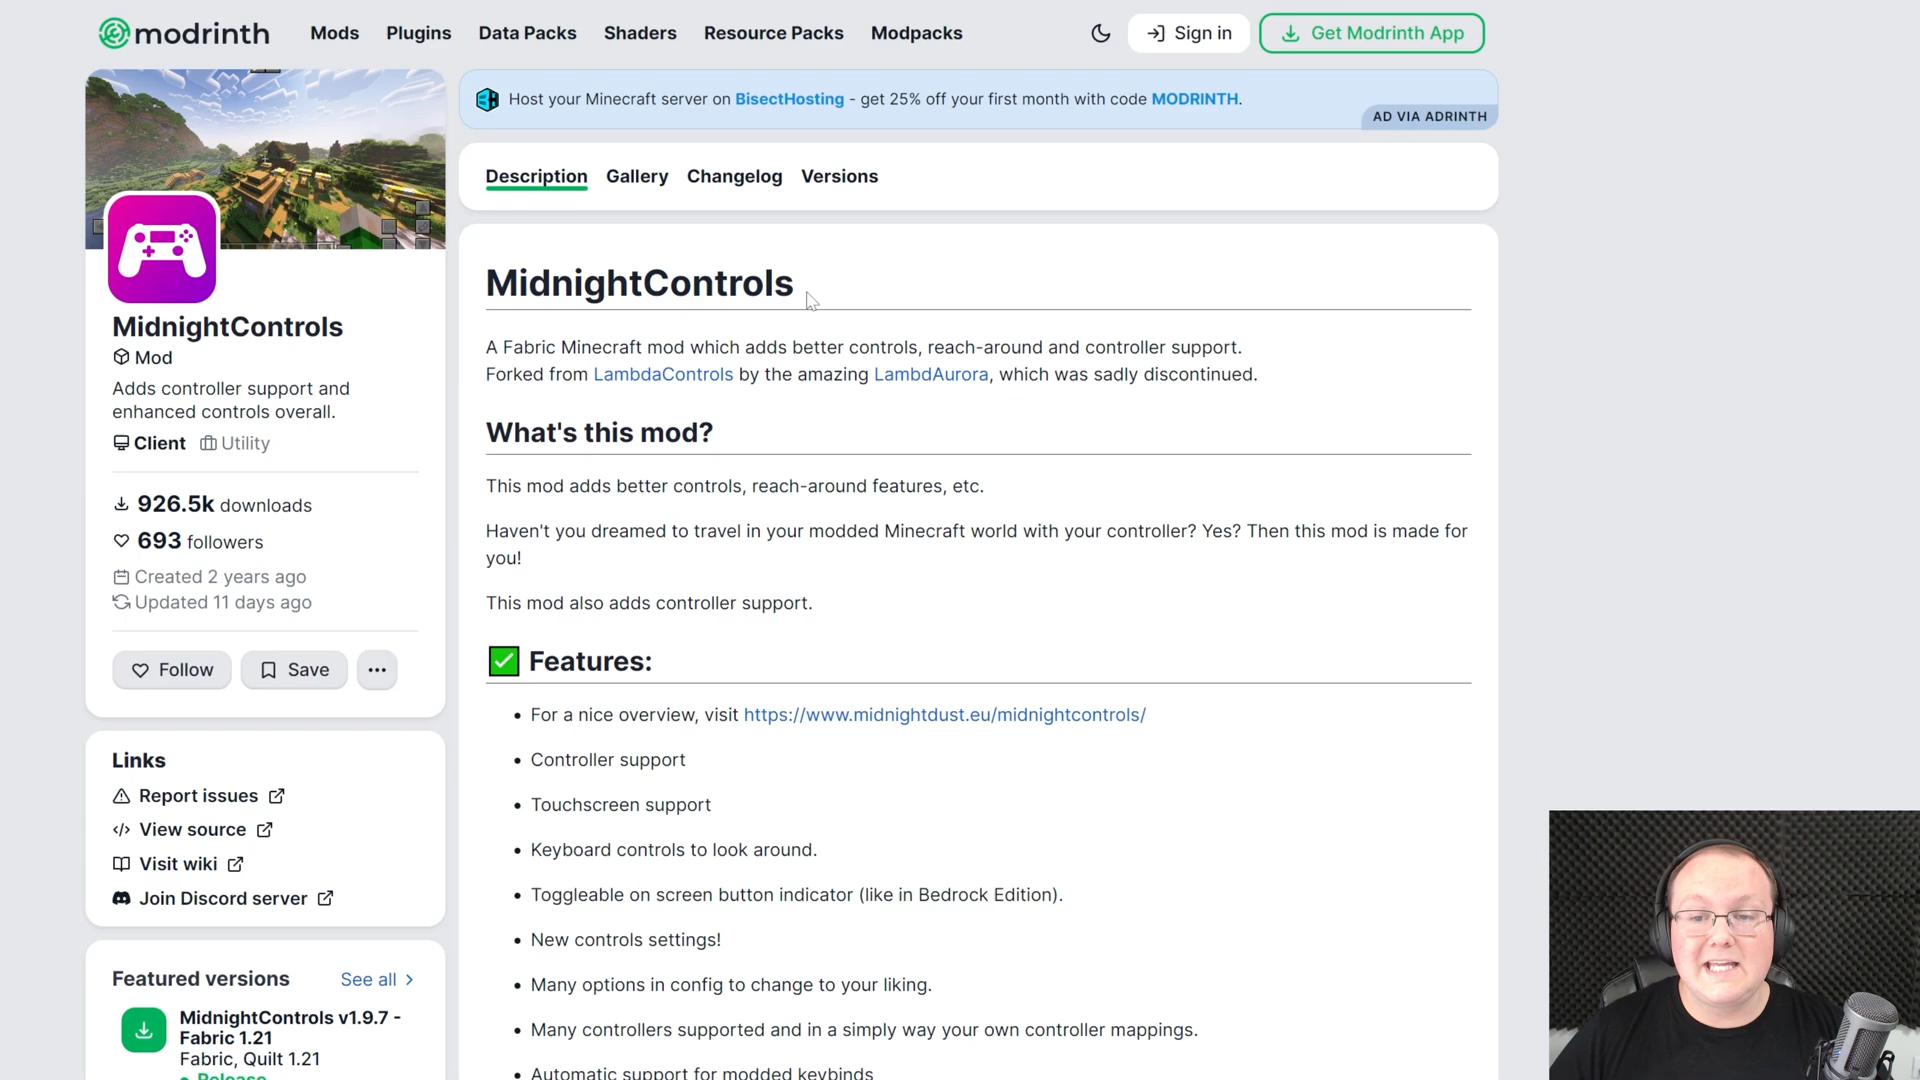 modrinth
Mods
Plugins
Data Packs
Shaders
Resource Packs
Modpacks
Sign in
Get Modrinth App
Host your Minecraft server on BisectHosting - get 25% off your first month with code MODRINTH.
AD VIA ADRINTH
Description
Gallery
Changelog
Versions
MidnightControls
Mod
Adds controller support and
enhanced controls overall.
Client
Utility
926.5k downloads
693 followers
Created 2 years ago
Updated 11 days ago
Follow
Save
Links
Report issues
View source
Visit wiki
Join Discord server
Featured versions
See all
MidnightControls v1.9.7 -
Fabric 1.21
Fabric, Quilt 1.21
Release
MidnightControls
A Fabric Minecraft mod which adds better controls, reach-around and controller support.
Forked from LambdaControls by the amazing LambdAurora, which was sadly discontinued.
What's this mod?
This mod adds better controls, reach-around features, etc.
Haven't you dreamed to travel in your modded Minecraft world with your controller? Yes? Then this mod is made for
you!
This mod also adds controller support.
✅ Features:
• For a nice overview, visit https://www.midnightdust.eu/midnightcontrols/
• Controller support
• Touchscreen support
• Keyboard controls to look around.
• Toggleable on screen button indicator (like in Bedrock Edition).
• New controls settings!
• Many options in config to change to your liking.
• Many controllers supported and in a simply way your own controller mappings.
• Automatic support for modded keybinds